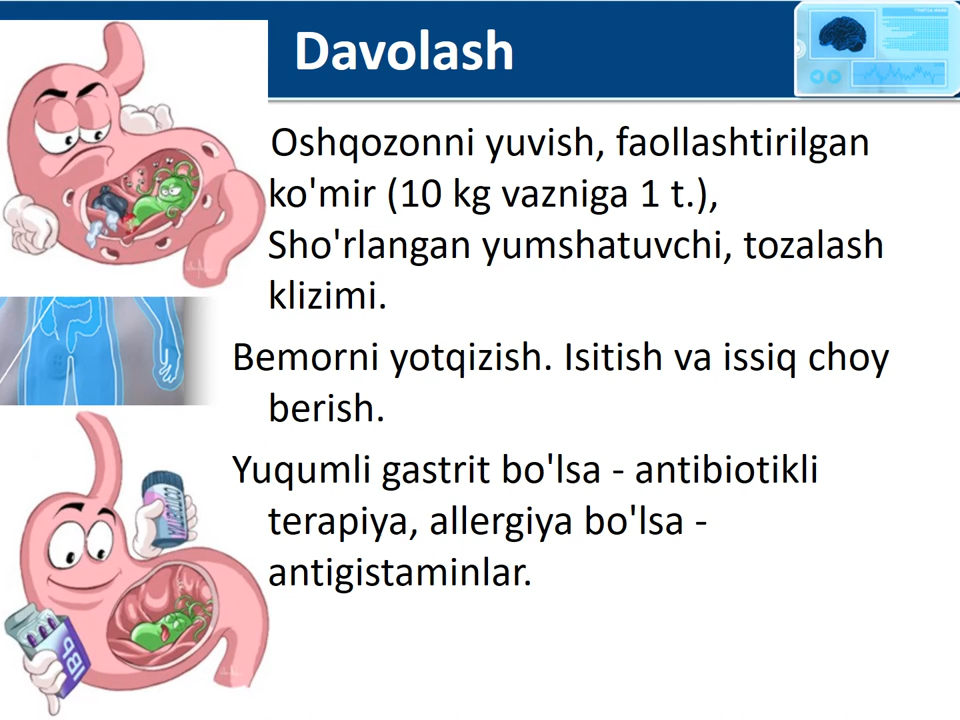 Davolash
Oshqozonni yuvish, faollashtirilgan
ko'mir (10 kg vazniga 1 t.),
Sho'rlangan yumshatuvchi, tozalash
klizimi.
Bemorni yotqizish. Isitish va issiq choy
berish.
Yuqumli gastrit bo'lsa - antibiotikli
terapiya, allergiya bo'lsa -
antigistaminlar.